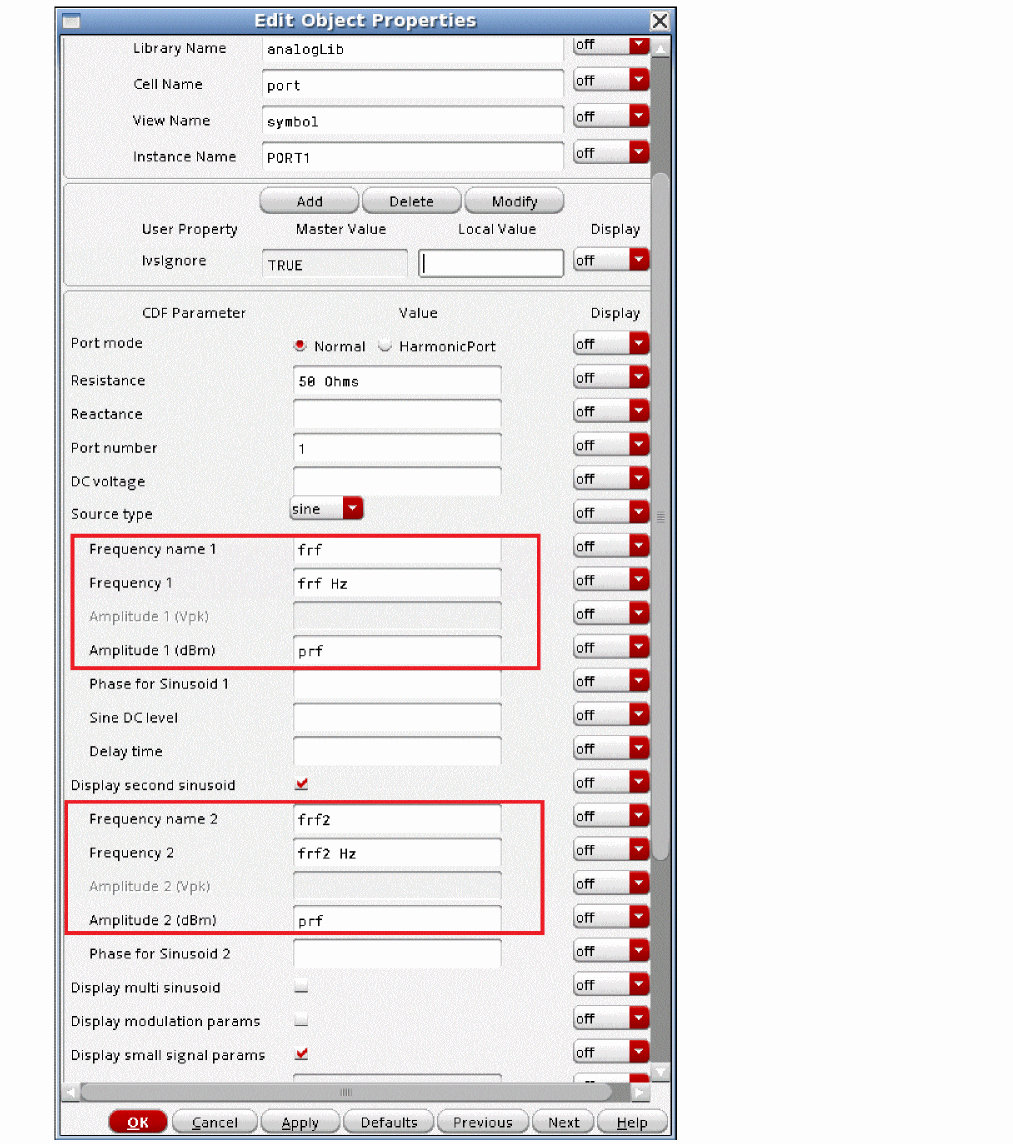 Edit Object Properties
Library Name analogLib off
Cell Name port off
View Name symbol off
Instance Name PORT1 off
Add Delete Modify
User Property Master Value Local Value Display
lvsIgnore TRUE off
CDF Parameter Value Display
Port mode Normal HarmonicPort off
Resistance 50 Ohms off
Reactance off
Port number 1 off
DC voltage off
Source type sine off
Frequency name 1 frf off
Frequency 1 frf Hz off
Amplitude 1 (Vpk) off
Amplitude 1 (dBm) prf off
Phase for Sinusoid 1 off
Sine DC level off
Delay time off
Display second sinusoid off
Frequency name 2 frf2 off
Frequency 2 frf2 Hz off
Amplitude 2 (Vpk) off
Amplitude 2 (dBm) prf off
Phase for Sinusoid 2 off
Display multi sinusoid off
Display modulation params off
Display small signal params off
OK Cancel Apply Defaults Previous Next Help